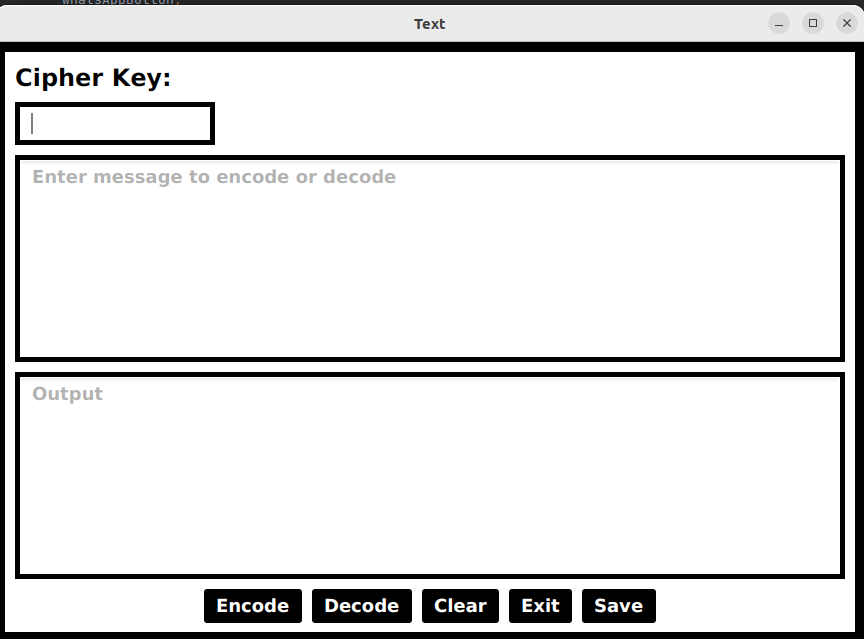 whatsAppButton;
Text
Cipher Key:
Enter message to encode or decode
Output
Encode Decode Clear Exit Save